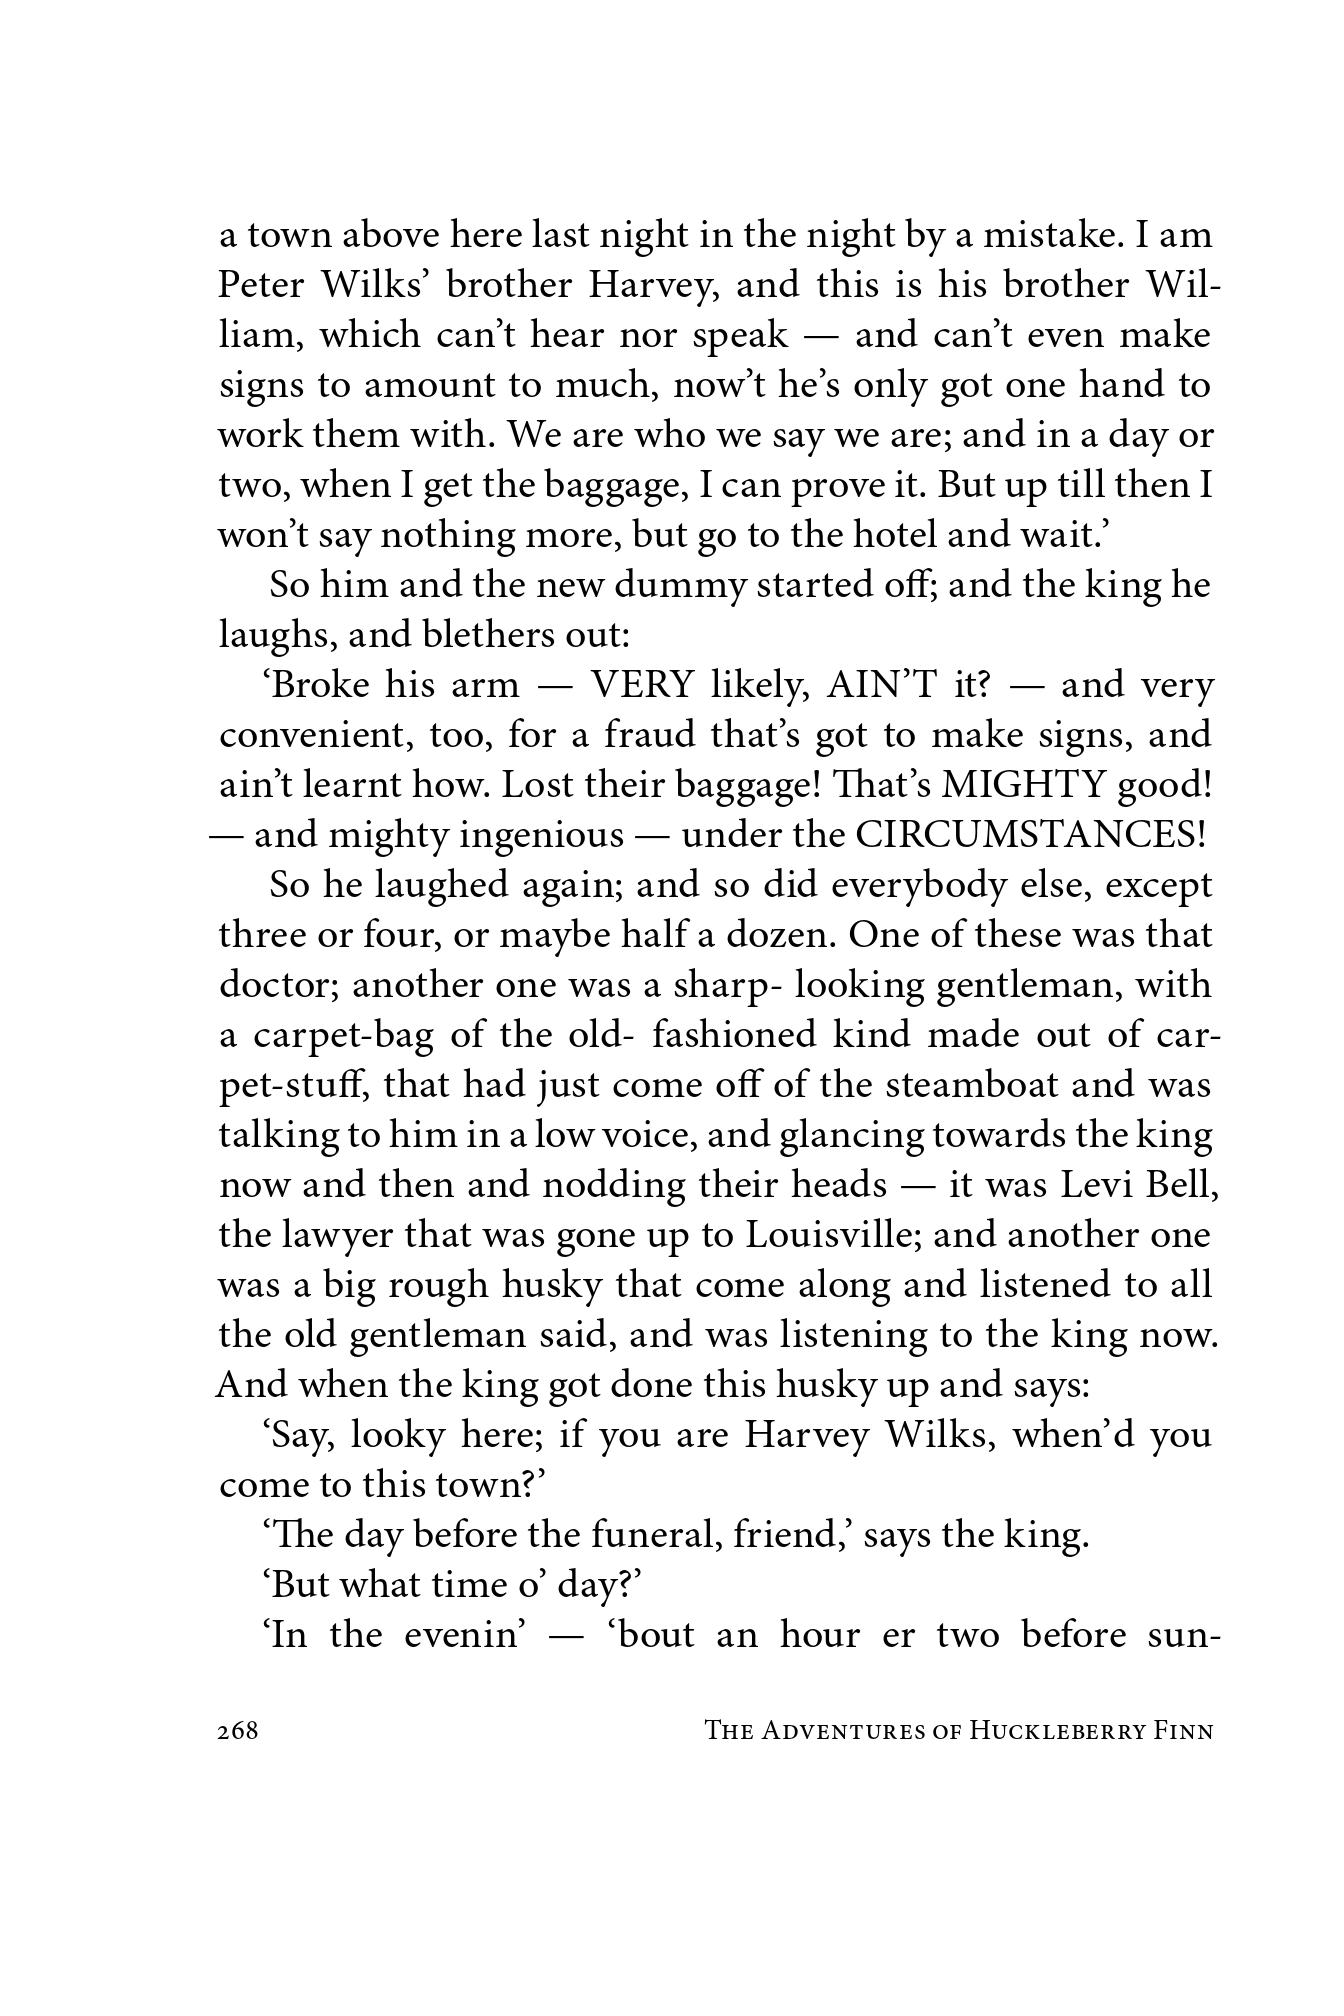 a town above here last night in the night by a mistake. I am
Peter Wilks’ brother Harvey, and this is his brother Wil-
liam, which can’t hear nor speak — and can’t even make
signs to amount to much, now’t he’s only got one hand to
work them with. We are who we say we are; and in a day or
two, when I get the baggage, I can prove it. But up till then I
won’t say nothing more, but go to the hotel and wait.’
So him and the new dummy started off; and the king he
laughs, and blethers out:
‘Broke his arm — VERY likely, AIN’T it? — and very
convenient, too, for a fraud that’s got to make signs, and
ain’t learnt how. Lost their baggage! That’s MIGHTY good!
— and mighty ingenious — under the CIRCUMSTANCES!
So he laughed again; and so did everybody else, except
three or four, or maybe half a dozen. One of these was that
doctor; another one was a sharp- looking gentleman, with
a carpet-bag of the old- fashioned kind made out of car-
pet-stuff, that had just come off of the steamboat and was
talking to him in a low voice, and glancing towards the king
now and then and nodding their heads — it was Levi Bell,
the lawyer that was gone up to Louisville; and another one
was a big rough husky that come along and listened to all
the old gentleman said, and was listening to the king now.
And when the king got done this husky up and says:
‘Say, looky here; if you are Harvey Wilks, when’d you
come to this town?’
‘The day before the funeral, friend,’ says the king.
‘But what time o’ day?’
‘In the evenin’ — ‘bout an hour er two before sun-
268 The Adventures of Huckleberry Finn